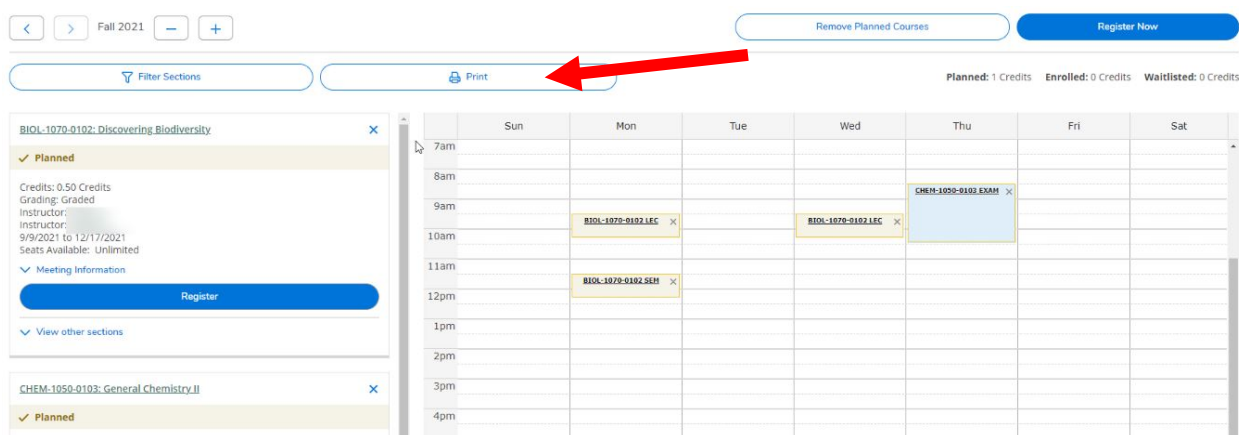 Fall 2021
Remove Planned Courses
Register Now
Filter Sections
Print
Planned: 1 Credits Enrolled: 0 Credits Waitlisted: 0 Credits
BIOL-1070-0102: Discovering Biodiversity
Planned
Credits: 0.50 Credits
Grading: Graded
Instructor:
Instructor:
9/9/2021 to 12/17/2021
Seats Available: Unlimited
Meeting Information
Register
View other sections
CHEM-1050-0103: General Chemistry II
Planned
Sun Mon Tue Wed Thu Fri Sat
7am
8am
CHEM-1050-0103 EXAM
9am
BIOL-1070-0102 LEC BIOL-1070-0102 LEC
10am
11am
BIOL-1070-0102 SEM
12pm
1pm
2pm
3pm
4pm